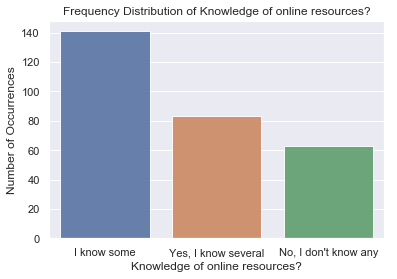 Frequency Distribution of Knowledge of online resources?
140
120
100
80
60
40
20
0
Number of Occurrences
I know some
Yes, I know several
No, I don't know any
Knowledge of online resources?